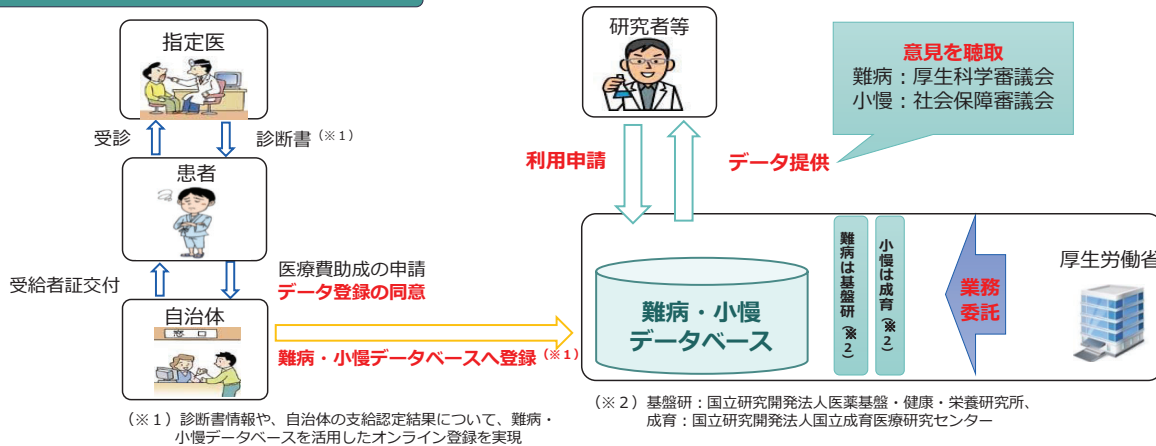 指定医
受診
診断書（※１）
患者
受給者証交付
医療費助成の申請
データ登録の同意
自治体
窓口
難病・小慢データベースへ登録（※１）
（※１）診断書情報や、自治体の支給認定結果について、難病・
小慢データベースを活用したオンライン登録を実現
研究者等
利用申請
データ提供
意見を聴取
難病：厚生科学審議会
小慢：社会保障審議会
難病・小慢
データベース
難病は基盤研（※２）
小慢は成育（※２）
業務
委託
厚生労働省
（※２）基盤研：国立研究開発法人医薬基盤・健康・栄養研究所、
成育：国立研究開発法人国立成育医療研究センター